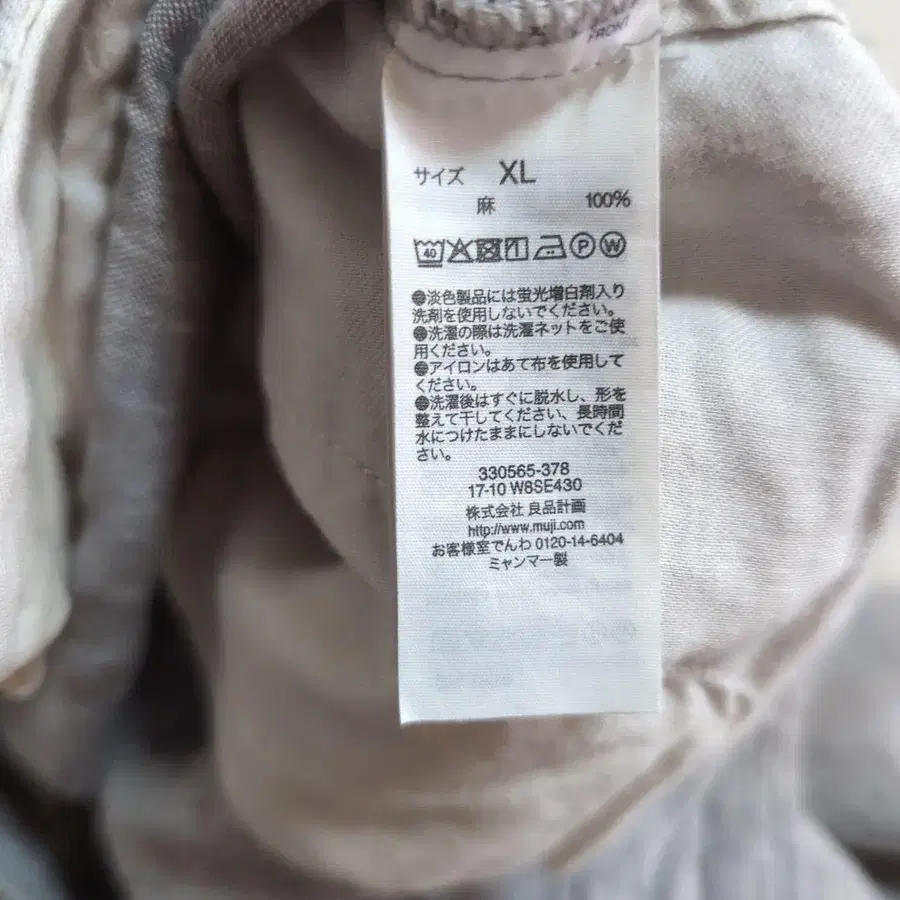 FRONT
サイズ XL
麻 100%
40
●淡色製品には蛍光増白剤入り
洗剤を使用しないでください。
●洗濯の際は洗濯ネットをご使
用ください。
●アイロンはあて布を使用して
ください。
●洗濯後はすぐに脱水し、形を
整えて干してください、長時間
水につけたままにしないでくだ
さい。
330565-378
17-10 W8SE430
株式会社 良品計画
http://www.muji.com
お客様室でんわ 0120-14-6404
ミャンマー製